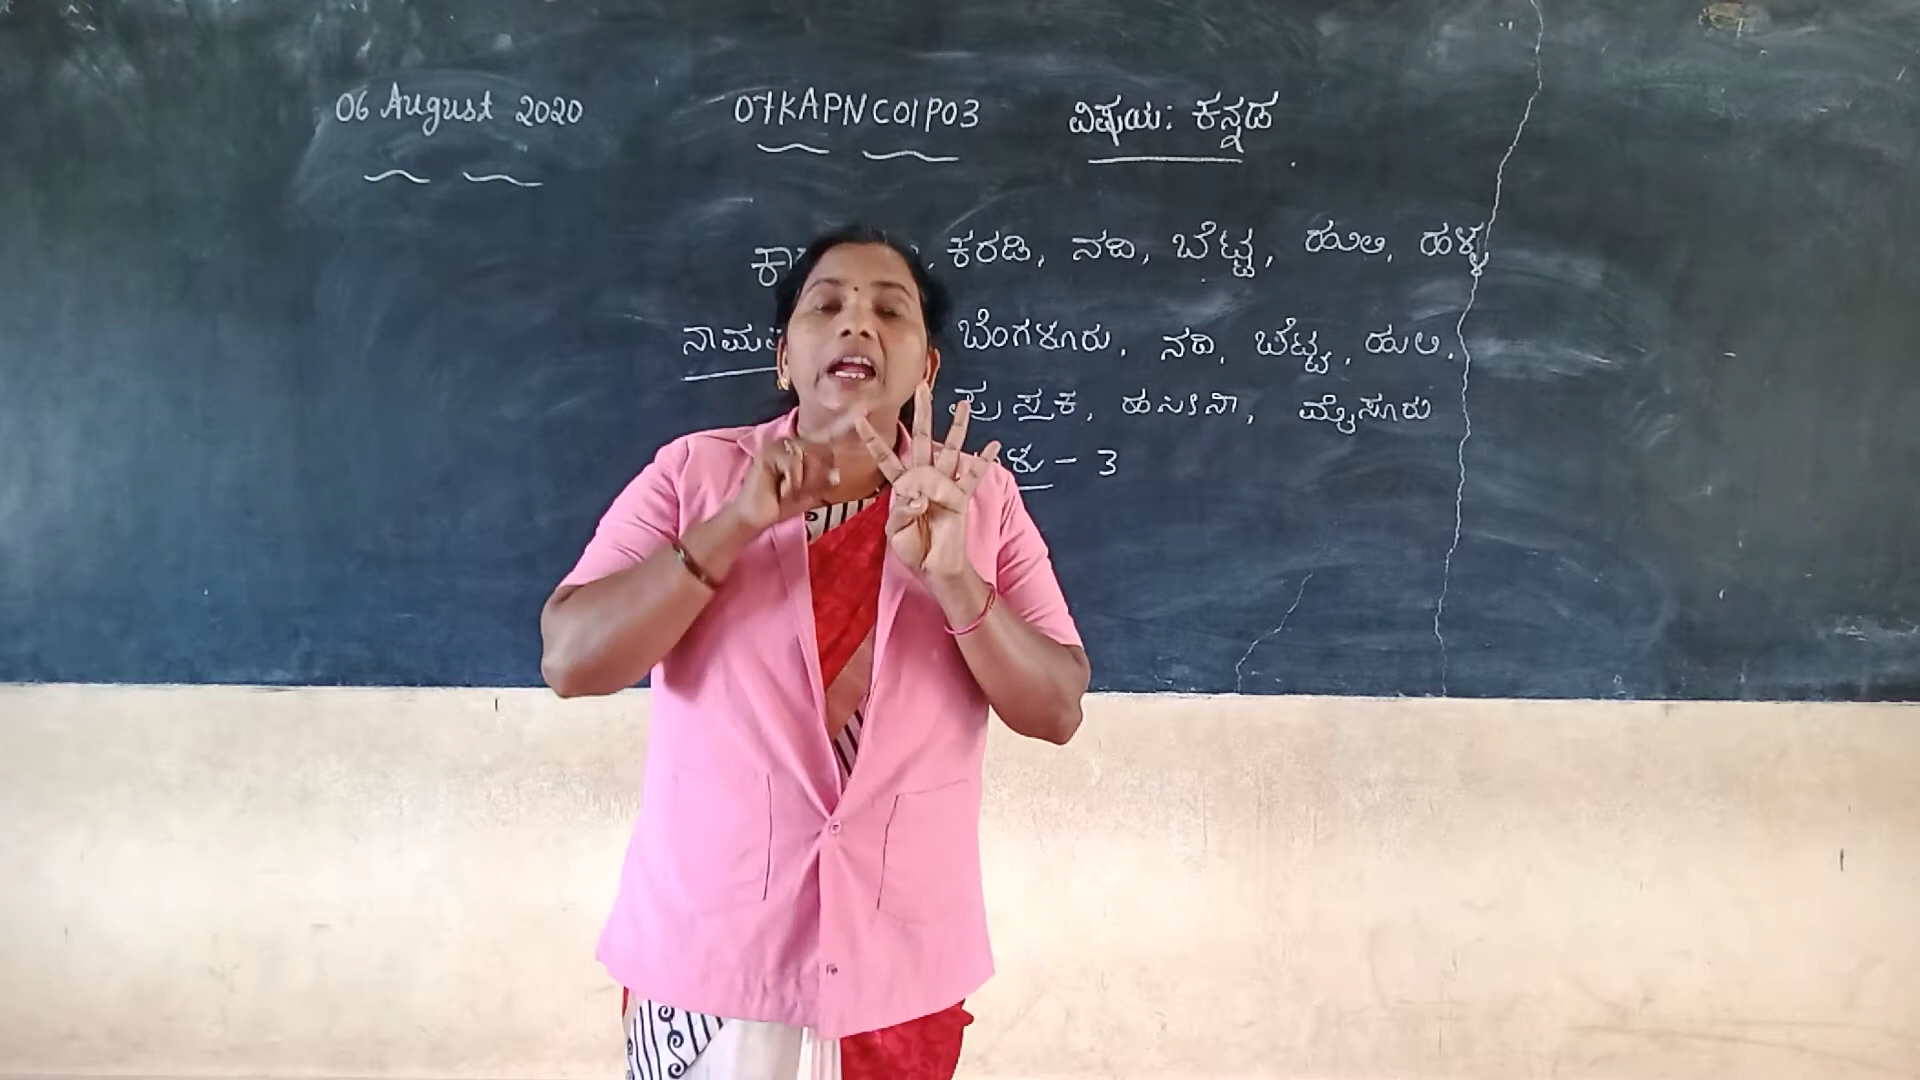 06 August 2020 07KAPNC01P03 ವಿಷಯ: ಕನ್ನಡ
ಕರಡಿ, ನದಿ, ಬೆಟ್ಟ, ಹುಲಿ, ಹಳ್ಳ
ಬೆಂಗಳೂರು, ನದಿ, ಬೆಟ್ಟ, ಹುಲಿ.
ಪುಸ್ತಕ, ಹಸೀನಾ, ಮೈಸೂರು
- 3